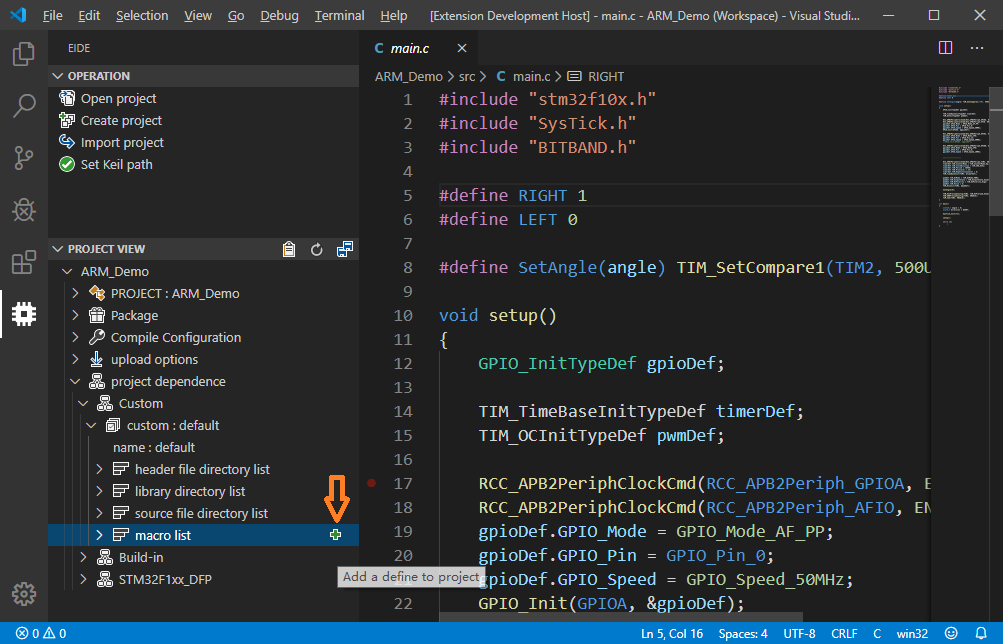 File Edit Selection View Go Debug Terminal Help [Extension Development Host] - main.c - ARM_Demo (Workspace) - Visual Studi...
EIDE
OPERATION
Open project
Create project
Import project
Set Keil path
PROJECT VIEW
ARM_Demo
PROJECT : ARM_Demo
Package
Compile Configuration
upload options
project dependence
Custom
custom : default
name : default
header file directory list
library directory list
source file directory list
macro list
Build-in
STM32F1xx_DFP
Add a define to project
C main.c
ARM_Demo > src > C main.c > RIGHT
1 #include "stm32f10x.h"
2 #include "SysTick.h"
3 #include "BITBAND.h"
4
5 #define RIGHT 1
6 #define LEFT 0
7
8 #define SetAngle(angle) TIM_SetCompare1(TIM2, 500U
9
10 void setup()
11 {
12 GPIO_InitTypeDef gpioDef;
13
14 TIM_TimeBaseInitTypeDef timerDef;
15 TIM_OCInitTypeDef pwmDef;
16
17 RCC_APB2PeriphClockCmd(RCC_APB2Periph_GPIOA, E
18 RCC_APB2PeriphClockCmd(RCC_APB2Periph_AFIO, EN
19 gpioDef.GPIO_Mode = GPIO_Mode_AF_PP;
20 gpioDef.GPIO_Pin = GPIO_Pin_0;
gpioDef.GPIO_Speed = GPIO_Speed_50MHz;
22 GPIO_Init(GPIOA, &gpioDef);
0 0 Ln 5, Col 16 Spaces: 4 UTF-8 CRLF C win32